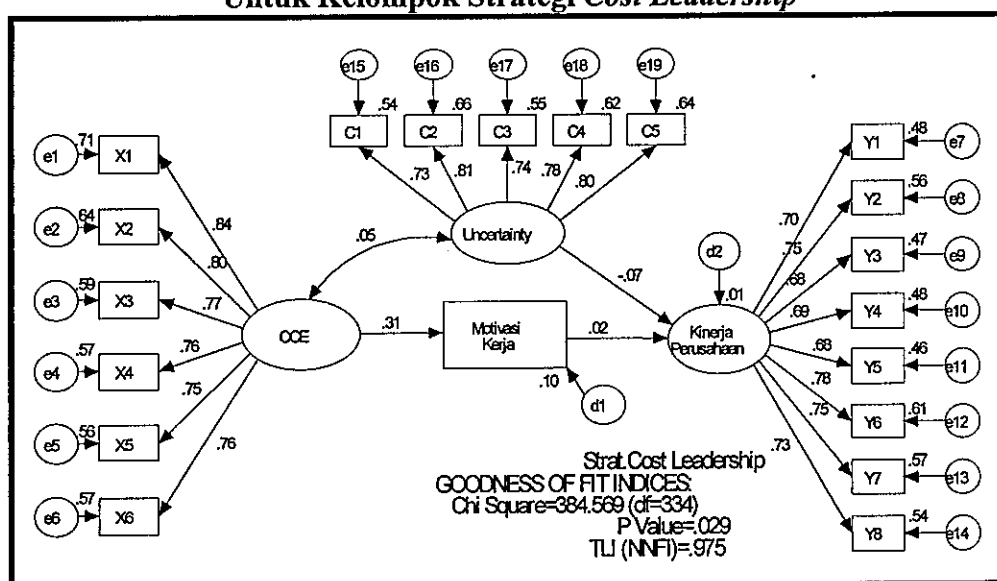 Untuk Kelompok Strategi Cost Leadership
e15 e16 e17 e18 e19
.54 .66 .55 .62 .64
C1 C2 C3 C4 C5
.73 .81 .74 .78 .80
Uncertainty
.05
-.07
e1 .71 X1 .84
e2 .64 X2 .80
e3 .59 X3 .77
e4 .57 X4 .76
e5 .56 X5 .75
e6 .57 X6 .76
CCE
.31
Motivasi
Kerja
.10
d1
.02
d2
.01
Kinerja
Perusahaan
.70 Y1 .48 e7
.75 Y2 .56 e8
.68 Y3 .47 e9
.69 Y4 .48 e10
.68 Y5 .46 e11
.78 Y6 .61 e12
.75 Y7 .57 e13
.73 Y8 .54 e14
Strat.Cost Leadership
GOODNESS OF FIT INDICES:
Chi Square=384.569 (df=334)
P Value=.029
TLI (NNFI)=.975